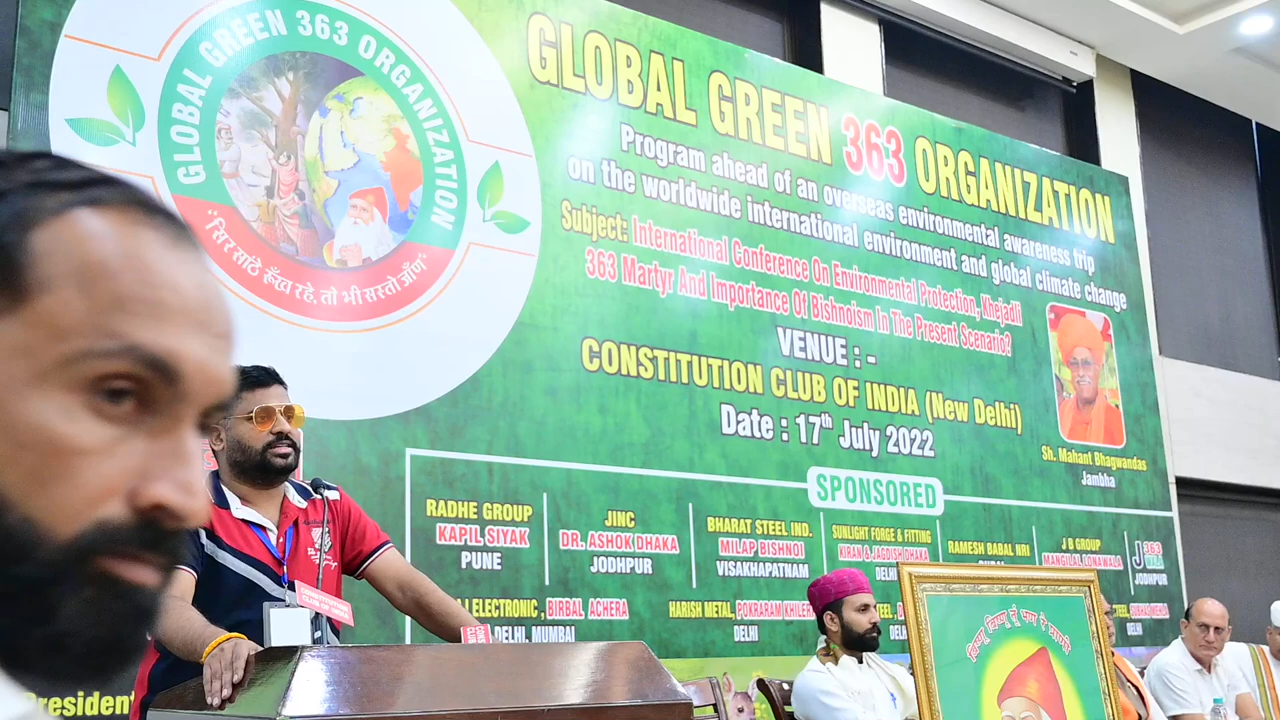 GLOBAL GREEN 363 ORGANIZATION
"सिर सांठे रूँख रहे, तो भी सस्तो जाँण"
GLOBAL GREEN 363 ORGANIZATION
Program ahead of an overseas environmental awareness trip
on the worldwide international environment and global climate change
Subject: International Conference On Environmental Protection, Khejadli
363 Martyr And Importance Of Bishnoism In The Present Scenario?
VENUE : -
CONSTITUTION CLUB OF INDIA (New Delhi)
Date : 17th July 2022
Sh. Mahant Bhagwandas
Jambha
SPONSORED
RADHE GROUP
KAPIL SIYAK
PUNE
JINC
DR. ASHOK DHAKA
JODHPUR
BHARAT STEEL IND.
MILAP BISHNOI
VISAKHAPATNAM
SUNLIGHT FORGE & FITTING
KIRAN & JAGDISH DHAKA
DELHI
RAMESH BABAL NRI
J B GROUP
MANGILAL LONAWALA
363
JODHPUR
ELECTRONIC, BIRBAL ACHERA
DELHI, MUMBAI
HARISH METAL, POKRARAM KHILERI
DELHI
DELHI
CONSTITUTION
CLUB OF INDIA
President